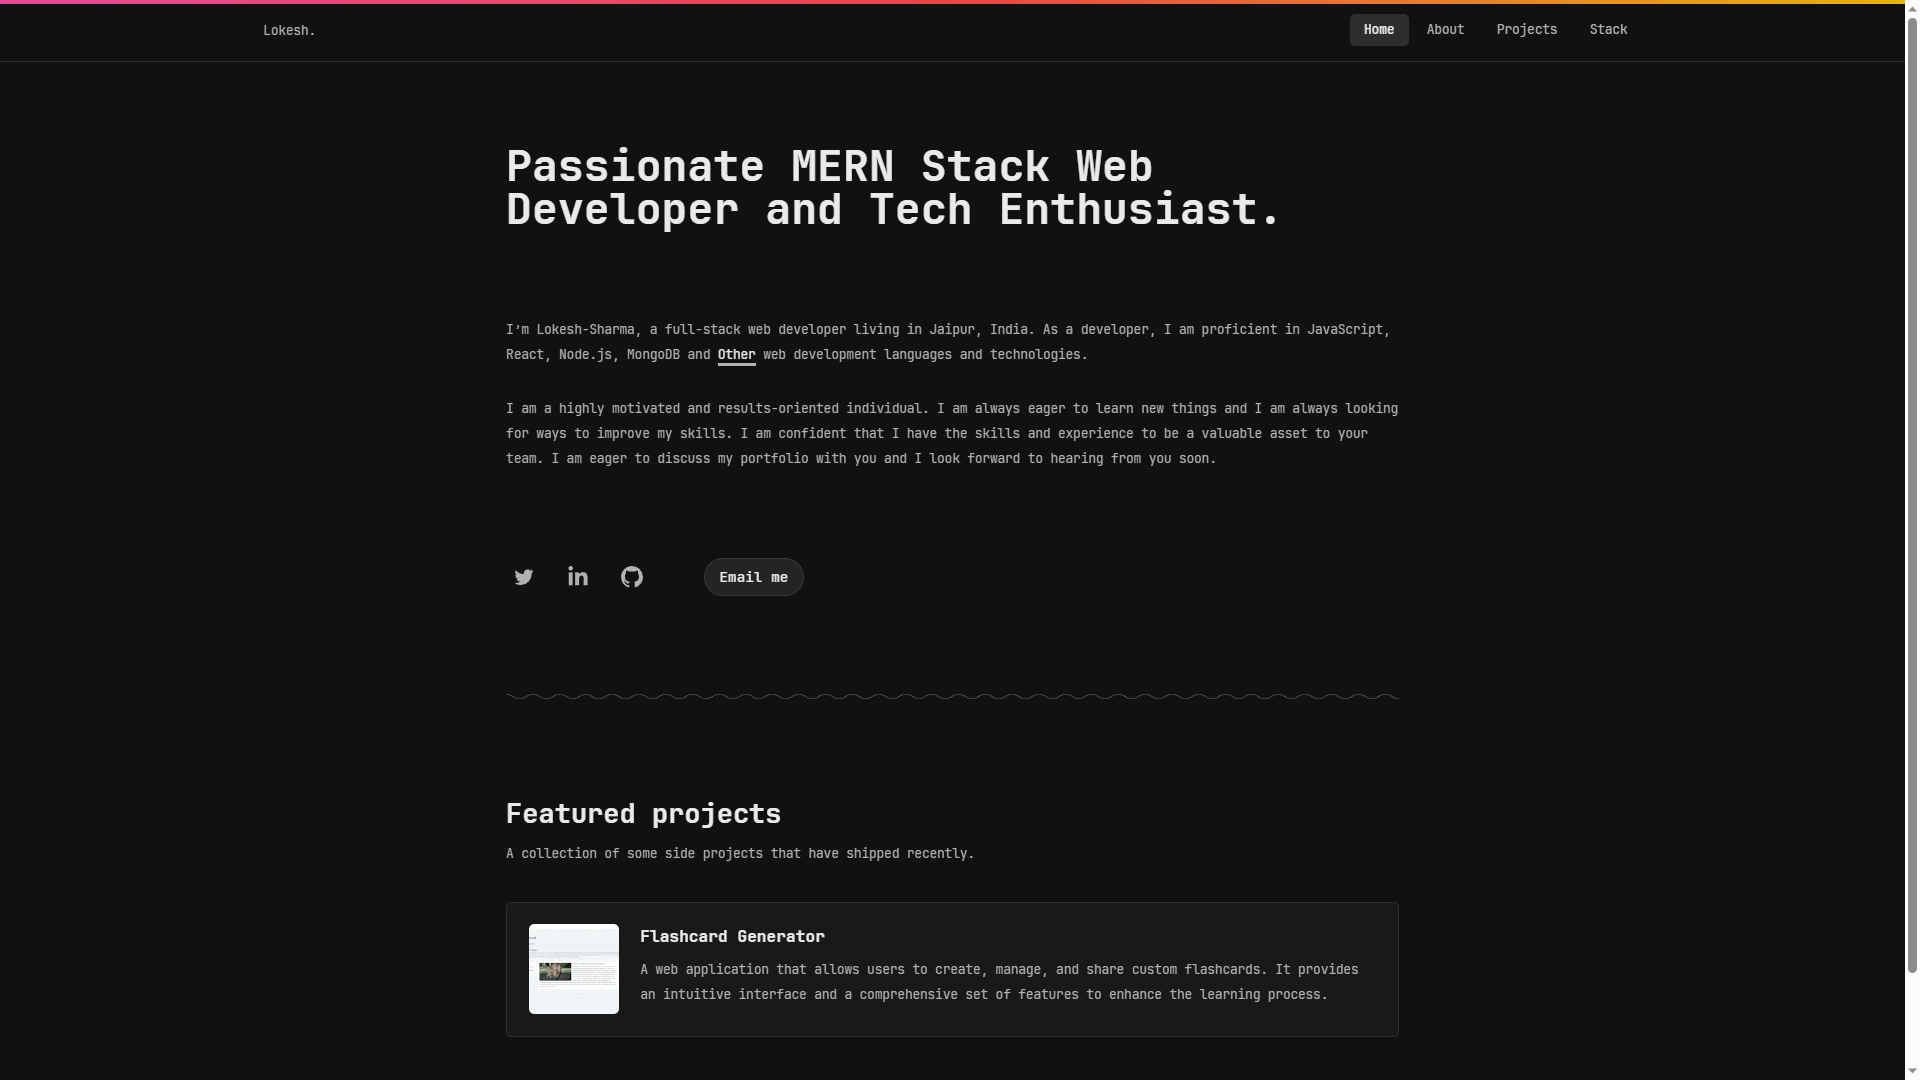 Lokesh.
Home
About
Projects
Stack
Passionate MERN Stack Web
Developer and Tech Enthusiast.
I'm Lokesh-Sharma, a full-stack web developer living in Jaipur, India. As a developer, I am proficient in JavaScript,
React, Node.js, MongoDB and Other web development languages and technologies.
I am a highly motivated and results-oriented individual. I am always eager to learn new things and I am always looking
for ways to improve my skills. I am confident that I have the skills and experience to be a valuable asset to your
team. I am eager to discuss my portfolio with you and I look forward to hearing from you soon.
Email me
Featured projects
A collection of some side projects that have shipped recently.
Flashcard Generator
A web application that allows users to create, manage, and share custom flashcards. It provides
an intuitive interface and a comprehensive set of features to enhance the learning process.